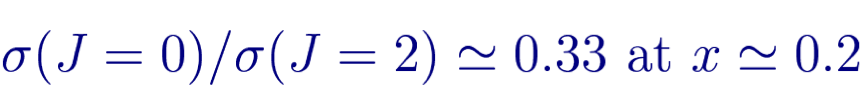 σ(J = 0)/σ(J = 2) ≃ 0.33 at x ≃ 0.2